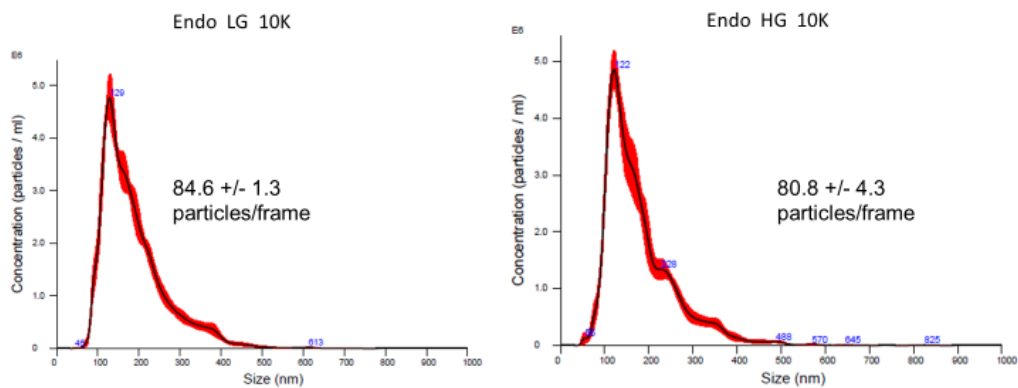 Endo LG 10K
E6
5.0
4.0
3.0
2.0
1.0
0
0 100 200 300 400 500 600 700 800 900 1000
Concentration (particles / ml)
Size (nm)
129
613
84.6 +/- 1.3
particles/frame
Endo HG 10K
E6
5.0
4.0
3.0
2.0
1.0
0
0 100 200 300 400 500 600 700 800 900 1000
Concentration (particles / ml)
Size (nm)
122
228
488
570
645
825
80.8 +/- 4.3
particles/frame